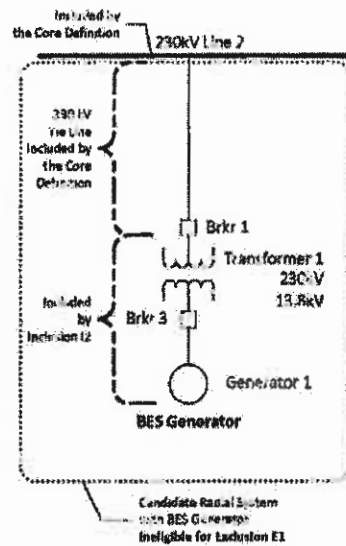 Included by
the Core Definition
230kV Line 2
230 kV
Tie Line
Included by
the Core
Definition
Brkr 1
Transformer 1
230kV
13.8kV
Included
by
Inclusion I2
Brkr 3
Generator 1
BES Generator
Candidate Radial System
with BES Generator
Ineligible for Exclusion E1